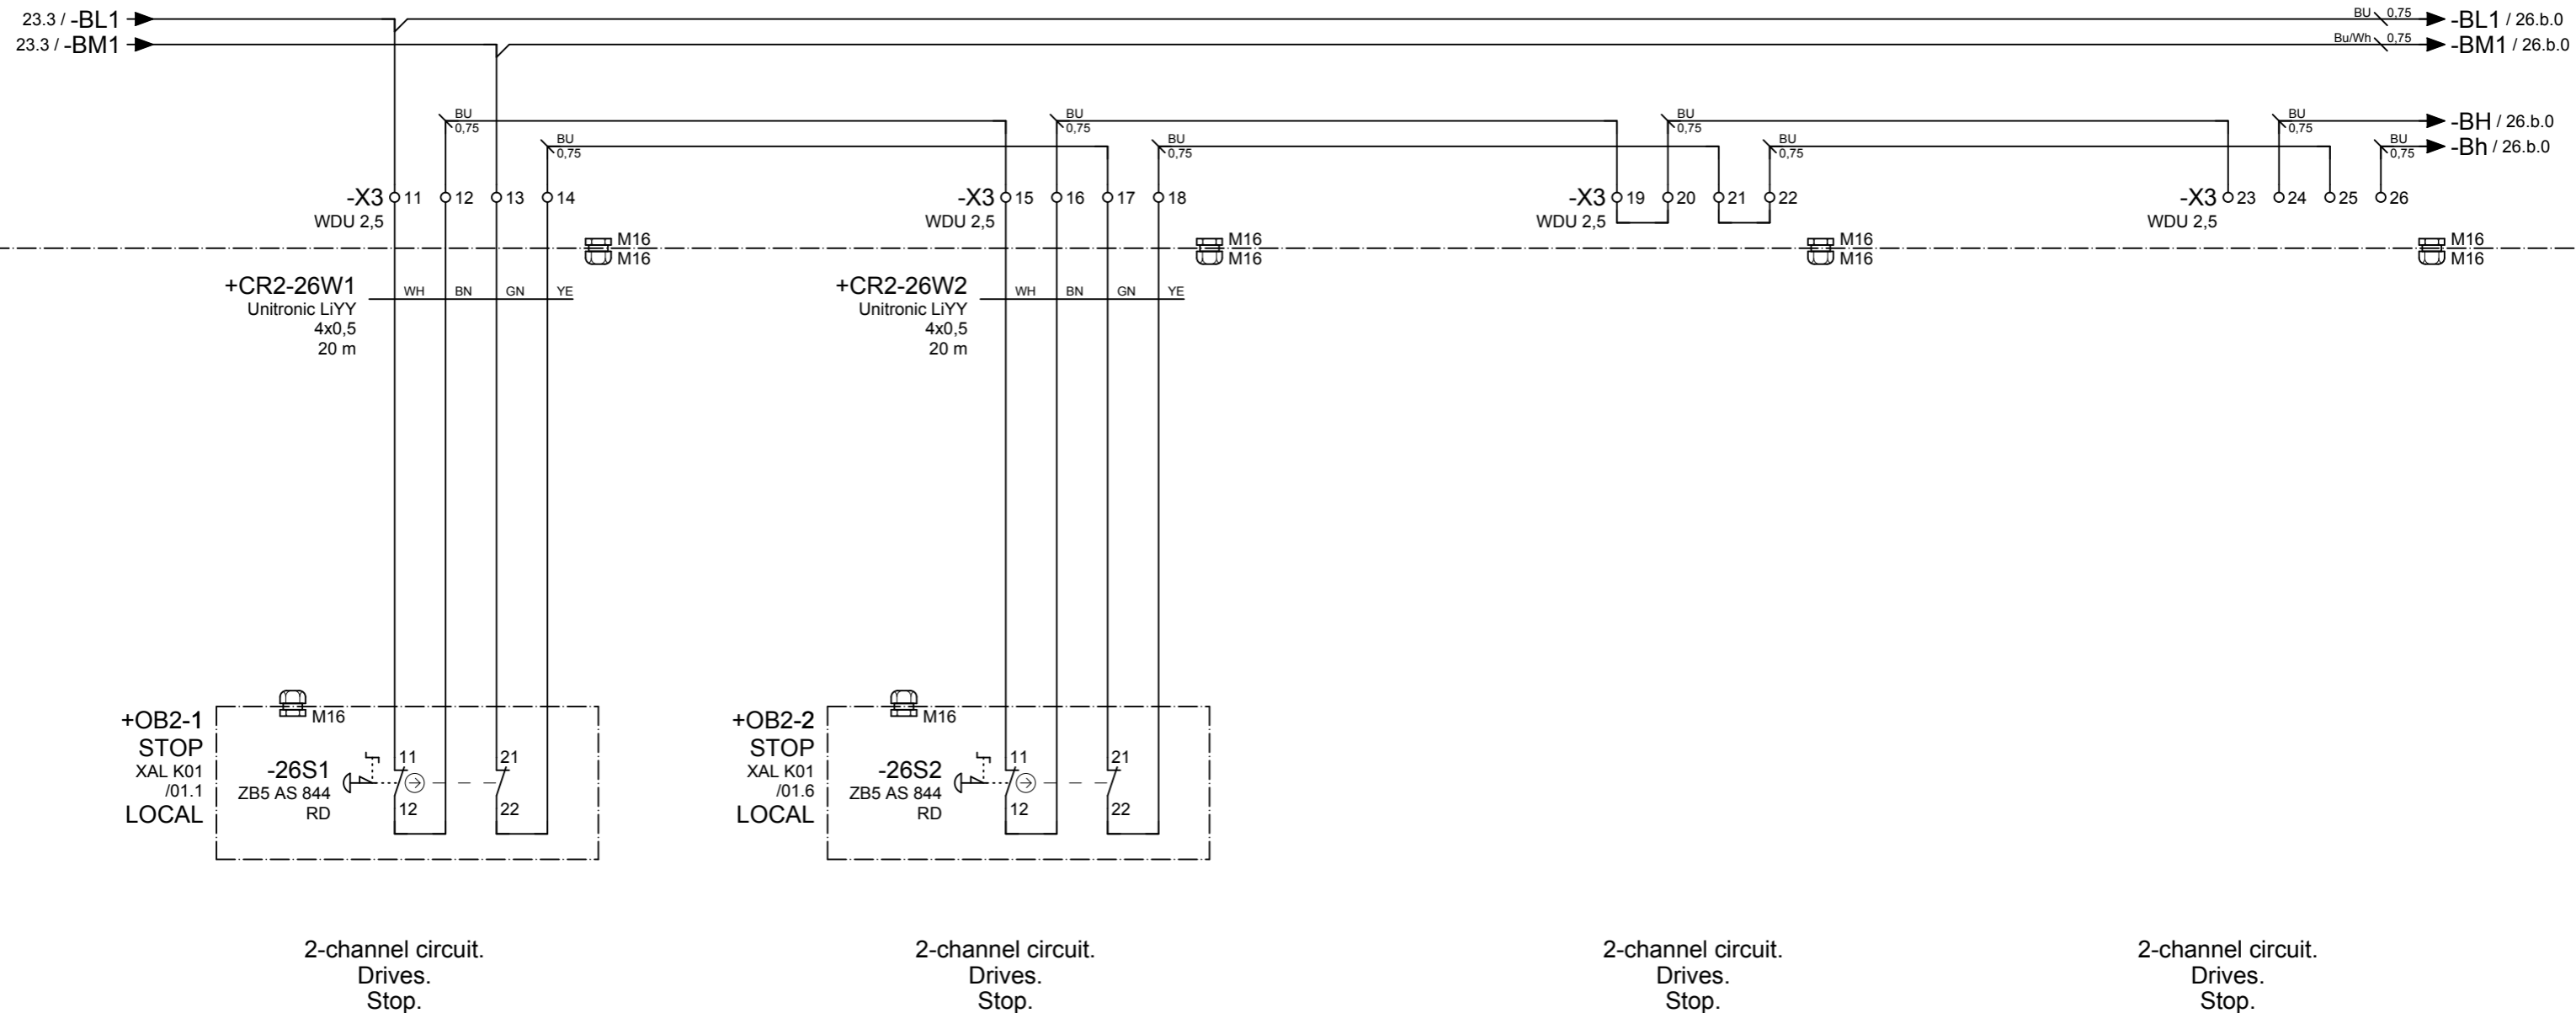 23.3 / -BL1
BU 0,75
-BL1 / 26.b.0
23.3 / -BM1
Bu/Wh 0,75
-BM1 / 26.b.0
BU
0,75
BU
0,75
BU
0,75
BU
0,75
BU
0,75
BU
0,75
BU
0,75
-BH / 26.b.0
BU
0,75
-Bh / 26.b.0
-X3 11 12 13 14
WDU 2,5
-X3 15 16 17 18
WDU 2,5
-X3 19 20 21 22
WDU 2,5
-X3 23 24 25 26
WDU 2,5
M16
M16
M16
M16
M16
M16
M16
M16
+CR2-26W1
Unitronic LiYY
4x0,5
20 m
WH BN GN YE
+CR2-26W2
Unitronic LiYY
4x0,5
20 m
WH BN GN YE
+OB2-1
STOP
XAL K01
/01.1
LOCAL
M16
-26S1
ZB5 AS 844
RD
11
12
21
22
+OB2-2
STOP
XAL K01
/01.6
LOCAL
M16
-26S2
ZB5 AS 844
RD
11
12
21
22
2-channel circuit.
Drives.
Stop.
2-channel circuit.
Drives.
Stop.
2-channel circuit.
Drives.
Stop.
2-channel circuit.
Drives.
Stop.